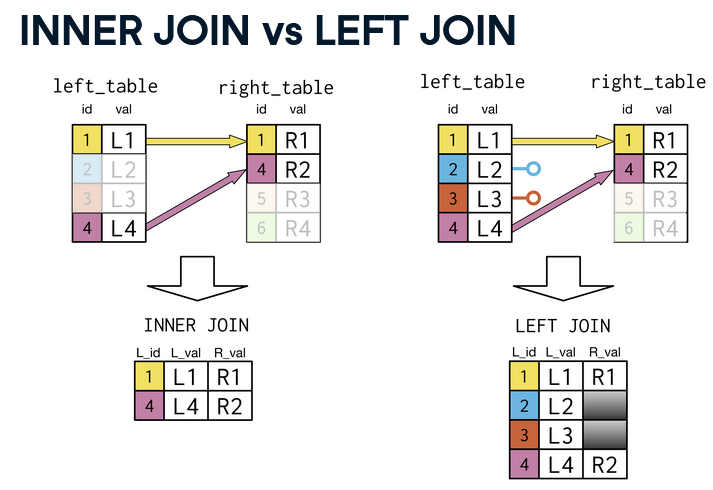 INNER JOIN vs LEFT JOIN
left_table
id val
1 L1
2 L2
3 L3
4 L4
right_table
id val
1 R1
4 R2
5 R3
6 R4
INNER JOIN
L_id L_val R_val
1 L1 R1
4 L4 R2
left_table
id val
1 L1
2 L2
3 L3
4 L4
right_table
id val
1 R1
4 R2
5 R3
6 R4
LEFT JOIN
L_id L_val R_val
1 L1 R1
2 L2
3 L3
4 L4 R2